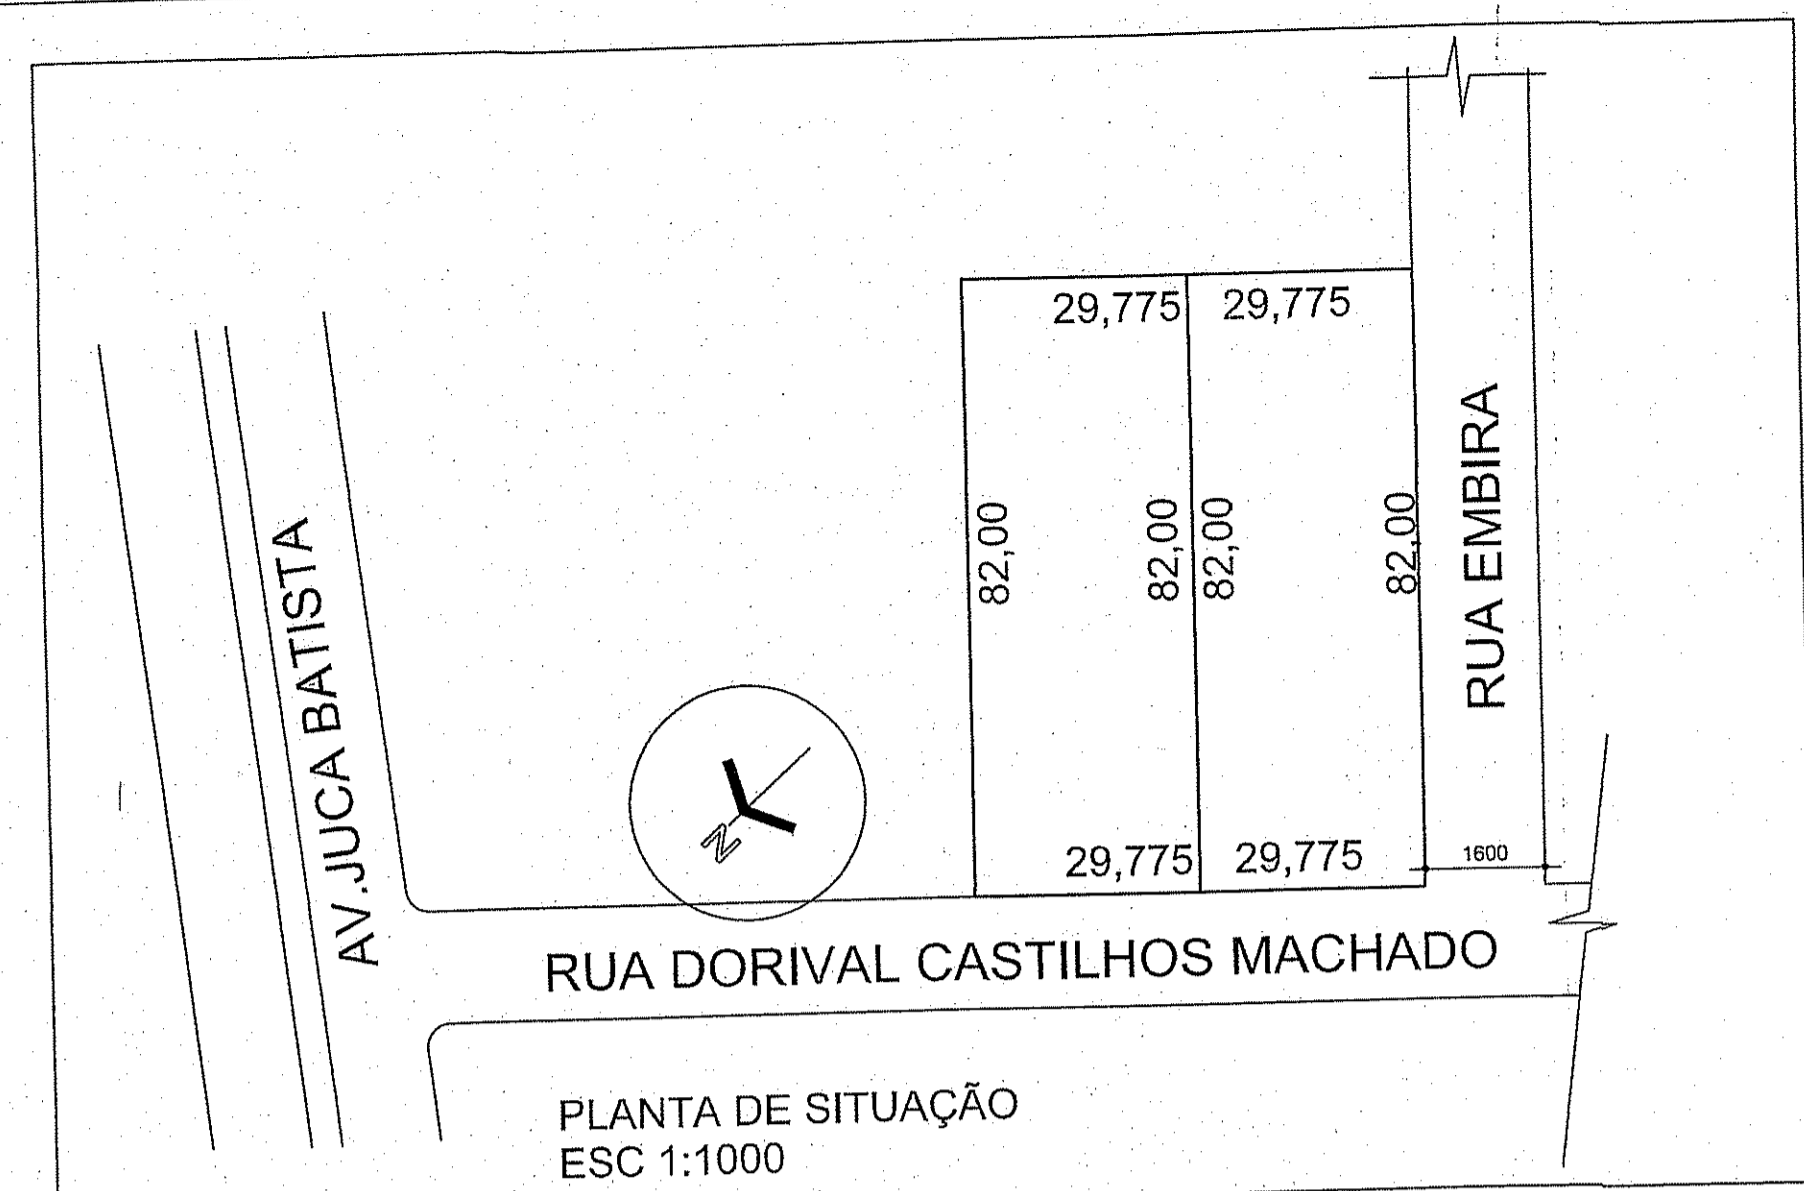 29,775 29,775
82,00
82,00
82,00
82,00
RUA EMBIRA
AV.JUCA BATISTA
N
29,775 29,775
1600
RUA DORIVAL CASTILHOS MACHADO
PLANTA DE SITUAÇÃO
ESC 1:1000